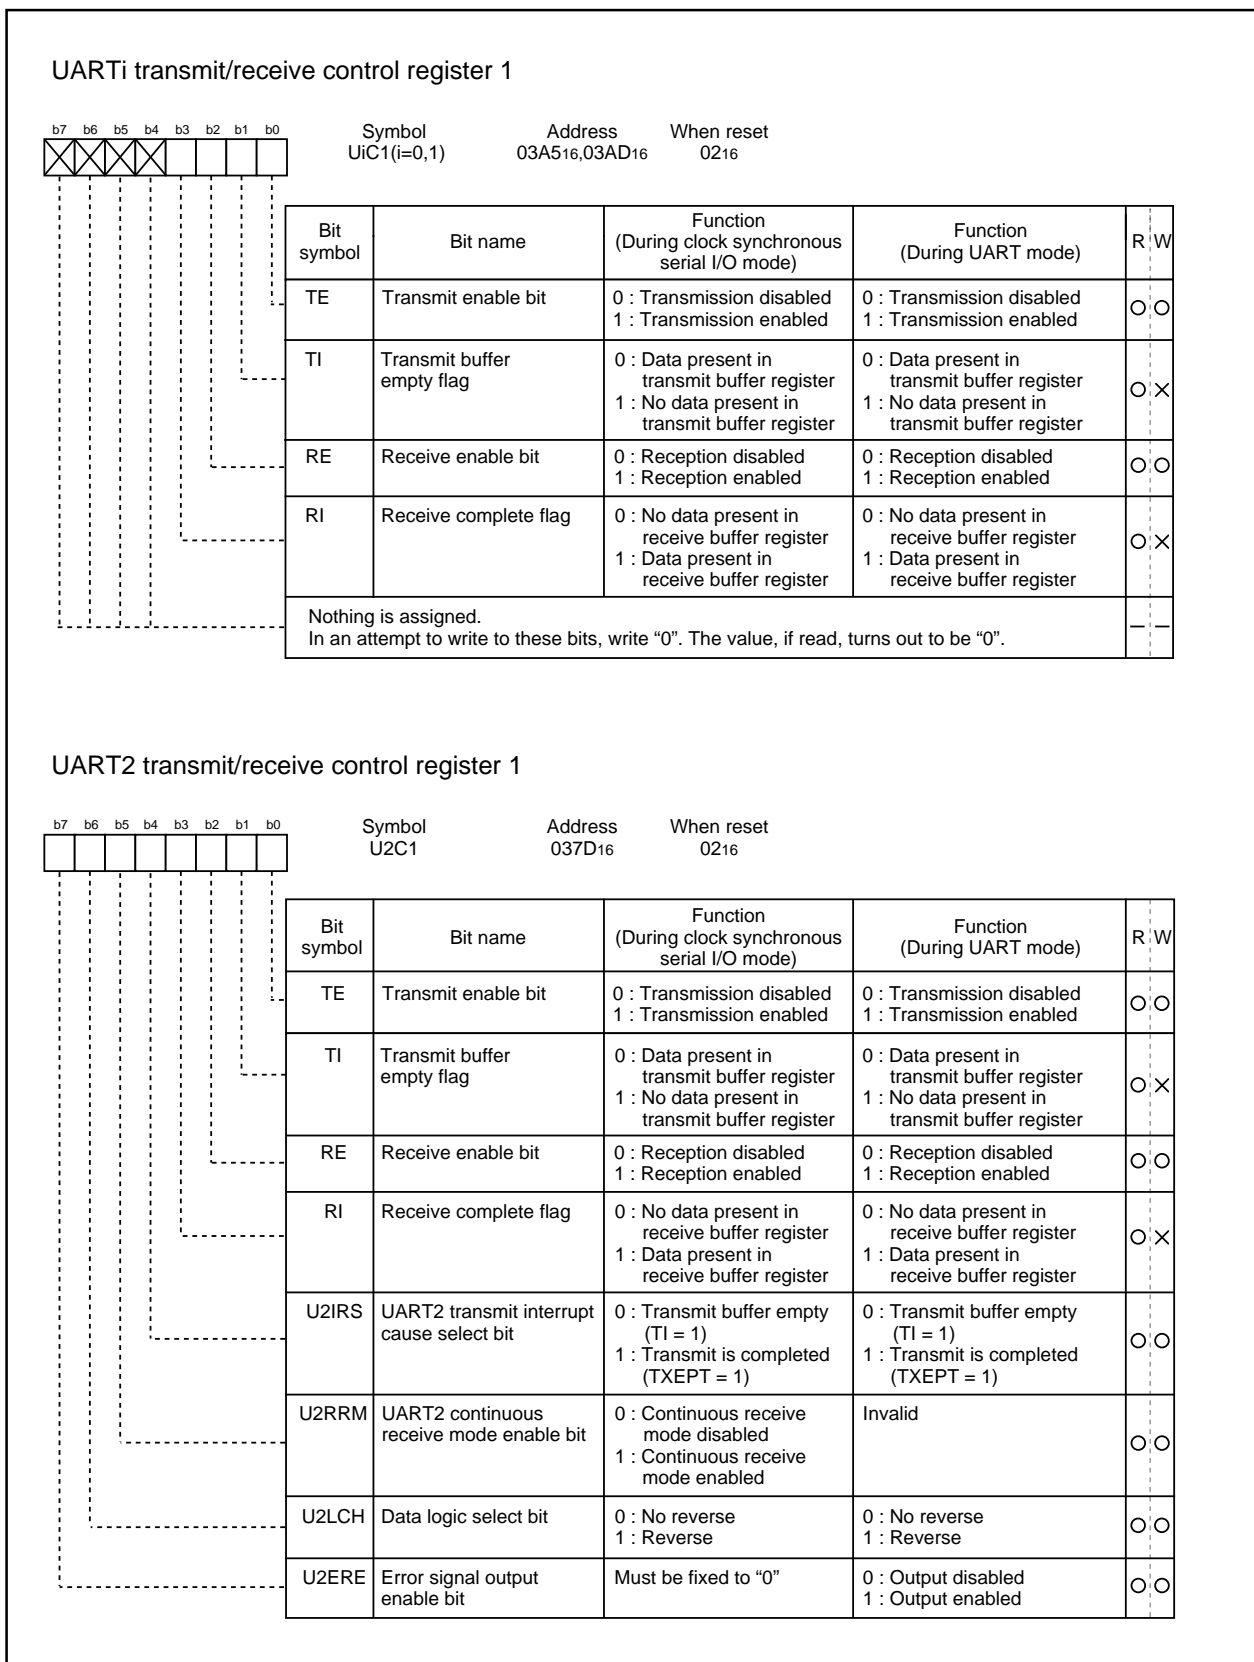 UARTi transmit/receive control register 1
b7 b6 b5 b4 b3 b2 b1 b0
Symbol Address When reset
UiC1(i=0,1) 03A516,03AD16 0216
Bit symbol Bit name Function (During clock synchronous serial I/O mode) Function (During UART mode) R W
TE Transmit enable bit 0 : Transmission disabled 0 : Transmission disabled
1 : Transmission enabled 1 : Transmission enabled
TI Transmit buffer 0 : Data present in 0 : Data present in
empty flag transmit buffer register transmit buffer register
1 : No data present in 1 : No data present in
transmit buffer register transmit buffer register
RE Receive enable bit 0 : Reception disabled 0 : Reception disabled
1 : Reception enabled 1 : Reception enabled
RI Receive complete flag 0 : No data present in 0 : No data present in
receive buffer register receive buffer register
1 : Data present in 1 : Data present in
receive buffer register receive buffer register
Nothing is assigned.
In an attempt to write to these bits, write “0”. The value, if read, turns out to be “0”.
UART2 transmit/receive control register 1
b7 b6 b5 b4 b3 b2 b1 b0
Symbol Address When reset
U2C1 037D16 0216
Bit symbol Bit name Function (During clock synchronous serial I/O mode) Function (During UART mode) R W
TE Transmit enable bit 0 : Transmission disabled 0 : Transmission disabled
1 : Transmission enabled 1 : Transmission enabled
TI Transmit buffer 0 : Data present in 0 : Data present in
empty flag transmit buffer register transmit buffer register
1 : No data present in 1 : No data present in
transmit buffer register transmit buffer register
RE Receive enable bit 0 : Reception disabled 0 : Reception disabled
1 : Reception enabled 1 : Reception enabled
RI Receive complete flag 0 : No data present in 0 : No data present in
receive buffer register receive buffer register
1 : Data present in 1 : Data present in
receive buffer register receive buffer register
U2IRS UART2 transmit interrupt 0 : Transmit buffer empty 0 : Transmit buffer empty
cause select bit (TI = 1) (TI = 1)
1 : Transmit is completed 1 : Transmit is completed
(TXEPT = 1) (TXEPT = 1)
U2RRM UART2 continuous 0 : Continuous receive Invalid
receive mode enable bit mode disabled
1 : Continuous receive
mode enabled
U2LCH Data logic select bit 0 : No reverse 0 : No reverse
1 : Reverse 1 : Reverse
U2ERE Error signal output Must be fixed to “0” 0 : Output disabled
enable bit 1 : Output enabled